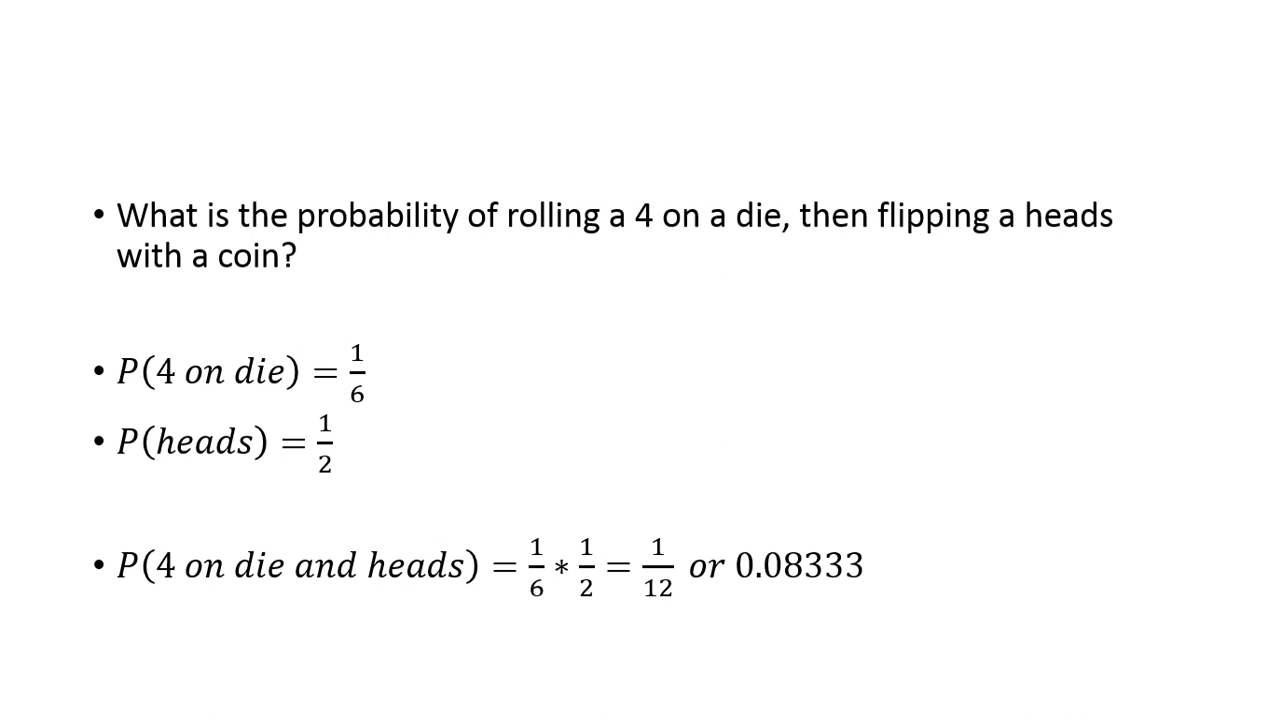 • What is the probability of rolling a 4 on a die, then flipping a heads
with a coin?
• P(4 on die) = 1/6
• P(heads) = 1/2
• P(4 on die and heads) = 1/6 * 1/2 = 1/12 or 0.08333